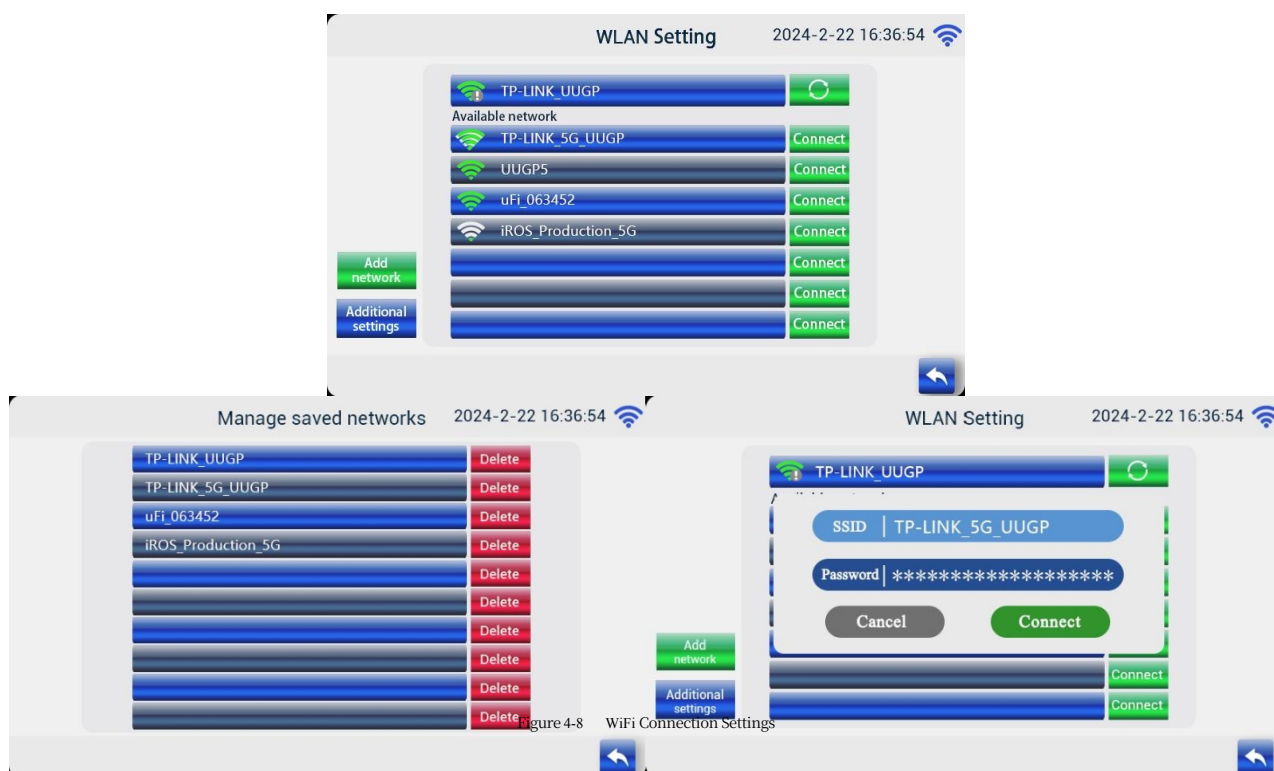 WLAN Setting 2024-2-22 16:36:54
TP-LINK_UUGP
Available network
TP-LINK_5G_UUGP Connect
UUGP5 Connect
uFi_063452 Connect
iROS_Production_5G Connect
Connect
Connect
Connect
Add
network
Additional
settings
Manage saved networks 2024-2-22 16:36:54
TP-LINK_UUGP Delete
TP-LINK_5G_UUGP Delete
uFi_063452 Delete
iROS_Production_5G Delete
Delete
Delete
Delete
Delete
Delete
Delete
WLAN Setting 2024-2-22 16:36:54
TP-LINK_UUGP
SSID | TP-LINK_5G_UUGP
Password | *******************
Cancel Connect
Add
network
Additional
settings
Connect
Connect
Figure 4-8 WiFi Connection Settings